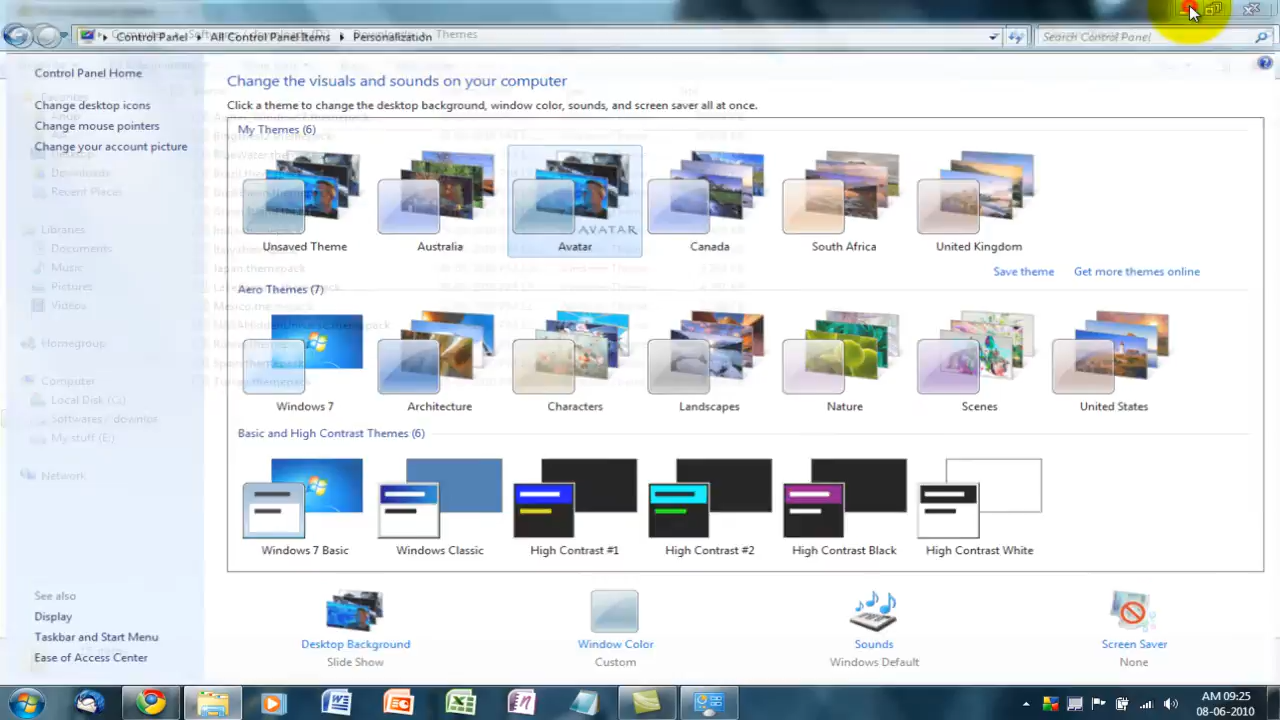 Control Panel ▸ All Control Panel Items ▸ Personalization
Themes
Search Control Panel
Control Panel Home
Change desktop icons
Change mouse pointers
Change your account picture
Downloads
Recent Places
Libraries
Documents
Music
Pictures
Videos
Homegroup
Computer
Local Disk (C:)
My stuff (E:)
Network
See also
Display
Taskbar and Start Menu
Ease of Access Center
Change the visuals and sounds on your computer
Click a theme to change the desktop background, window color, sounds, and screen saver all at once.
My Themes (6)
AVATAR
Unsaved Theme
Australia
Avatar
Canada
South Africa
United Kingdom
Save theme
Get more themes online
Aero Themes (7)
Windows 7
Architecture
Characters
Landscapes
Nature
Scenes
United States
Basic and High Contrast Themes (6)
Windows 7 Basic
Windows Classic
High Contrast #1
High Contrast #2
High Contrast Black
High Contrast White
Desktop Background
Slide Show
Window Color
Custom
Sounds
Windows Default
Screen Saver
None
AM 09:25
08-06-2010